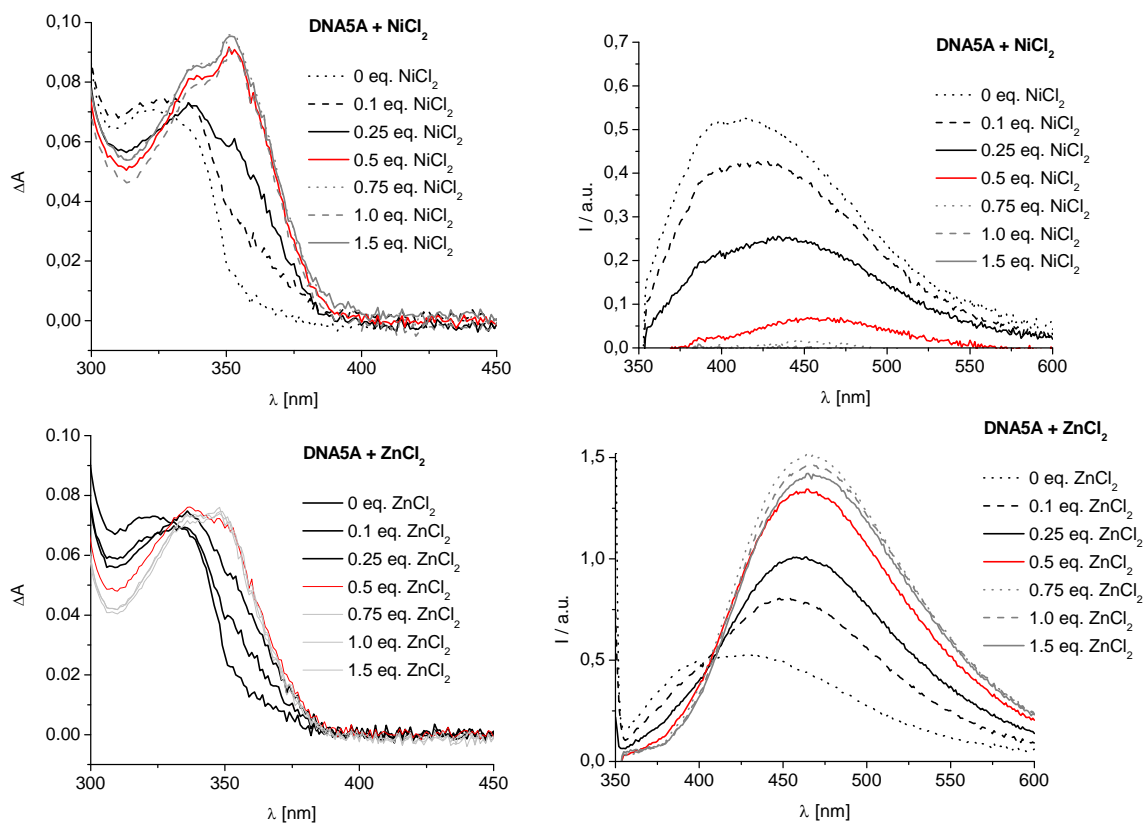 DNA5A + NiCl₂
0 eq. NiCl₂
0.1 eq. NiCl₂
0.25 eq. NiCl₂
0.5 eq. NiCl₂
0.75 eq. NiCl₂
1.0 eq. NiCl₂
1.5 eq. NiCl₂
0,10
0,08
0,06
0,04
0,02
0,00
ΔA
300 350 400 450
λ [nm]
DNA5A + NiCl₂
0 eq. NiCl₂
0.1 eq. NiCl₂
0.25 eq. NiCl₂
0.5 eq. NiCl₂
0.75 eq. NiCl₂
1.0 eq. NiCl₂
1.5 eq. NiCl₂
0,7
0,6
0,5
0,4
0,3
0,2
0,1
0,0
I / a.u.
350 400 450 500 550 600
λ [nm]
DNA5A + ZnCl₂
0 eq. ZnCl₂
0.1 eq. ZnCl₂
0.25 eq. ZnCl₂
0.5 eq. ZnCl₂
0.75 eq. ZnCl₂
1.0 eq. ZnCl₂
1.5 eq. ZnCl₂
0.10
0.08
0.06
0.04
0.02
0.00
ΔA
300 350 400 450
λ [nm]
DNA5A + ZnCl₂
0 eq. ZnCl₂
0.1 eq. ZnCl₂
0.25 eq. ZnCl₂
0.5 eq. ZnCl₂
0.75 eq. ZnCl₂
1.0 eq. ZnCl₂
1.5 eq. ZnCl₂
1,5
1,0
0,5
0,0
I / a.u.
350 400 450 500 550 600
λ [nm]